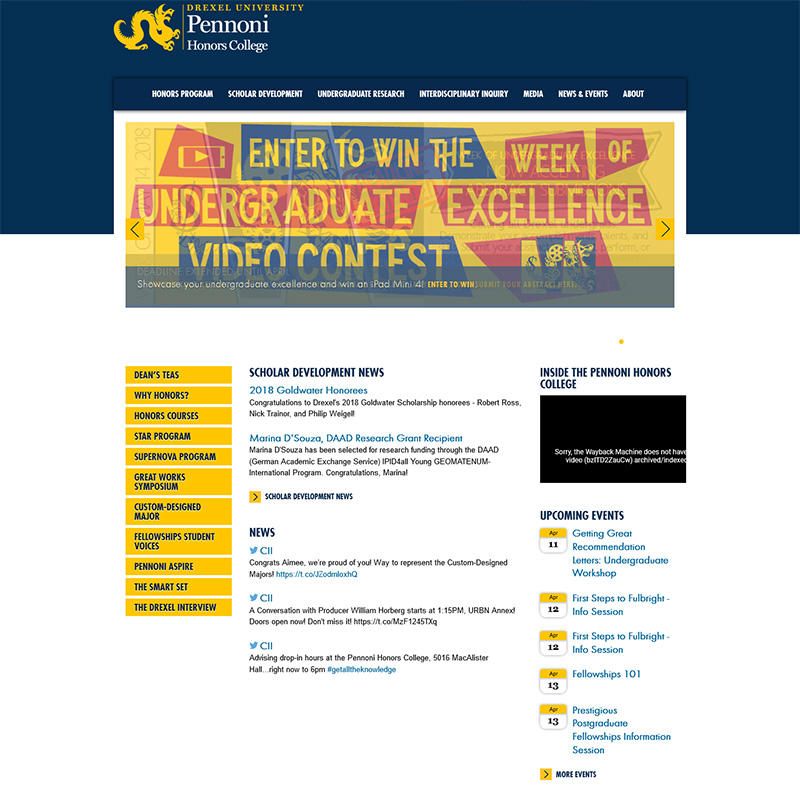 DREXEL UNIVERSITY
Pennoni
Honors College
HONORS PROGRAM
SCHOLAR DEVELOPMENT
UNDERGRADUATE RESEARCH
INTERDISCIPLINARY INQUIRY
MEDIA
NEWS & EVENTS
ABOUT
ENTER TO WIN THE WEEK OF
UNDERGRADUATE EXCELLENCE
VIDEO CONTEST
DEADLINE EXTENDED UNTIL APRIL
Showcase your undergraduate excellence and win an iPad Mini 4! ENTER TO WIN SUBMIT YOUR ABSTRACT HERE.
DEAN'S TEAS
WHY HONORS?
HONORS COURSES
STAR PROGRAM
SUPERNOVA PROGRAM
GREAT WORKS
SYMPOSIUM
CUSTOM-DESIGNED
MAJOR
FELLOWSHIPS STUDENT
VOICES
PENNONI ASPIRE
THE SMART SET
THE DREXEL INTERVIEW
SCHOLAR DEVELOPMENT NEWS
2018 Goldwater Honorees
Congratulations to Drexel's 2018 Goldwater Scholarship honorees - Robert Ross,
Nick Trainor, and Philip Weigel!
Marina D'Souza, DAAD Research Grant Recipient
Marina D'Souza has been selected for research funding through the DAAD
(German Academic Exchange Service) IPID4all Young GEOMATENUM-
International Program. Congratulations, Marina!
SCHOLAR DEVELOPMENT NEWS
NEWS
CII
Congrats Aimee, we're proud of you! Way to represent the Custom-Designed
Majors! https://t.co/JZodmloxhQ
CII
A Conversation with Producer William Horberg starts at 1:15PM, URBN Annex!
Doors open now! Don't miss it! https://t.co/MzF1245TXq
CII
Advising drop-in hours at the Pennoni Honors College, 5016 MacAlister
Hall...right now to 6pm #getalltheknowledge
INSIDE THE PENNONI HONORS
COLLEGE
Sorry, the Wayback Machine does not have
video (bzITD2ZauCw) archived/indexed
UPCOMING EVENTS
Apr
11
Getting Great
Recommendation
Letters: Undergraduate
Workshop
Apr
12
First Steps to Fulbright -
Info Session
Apr
12
First Steps to Fulbright -
Info Session
Apr
13
Fellowships 101
Apr
13
Prestigious
Postgraduate
Fellowships Information
Session
MORE EVENTS